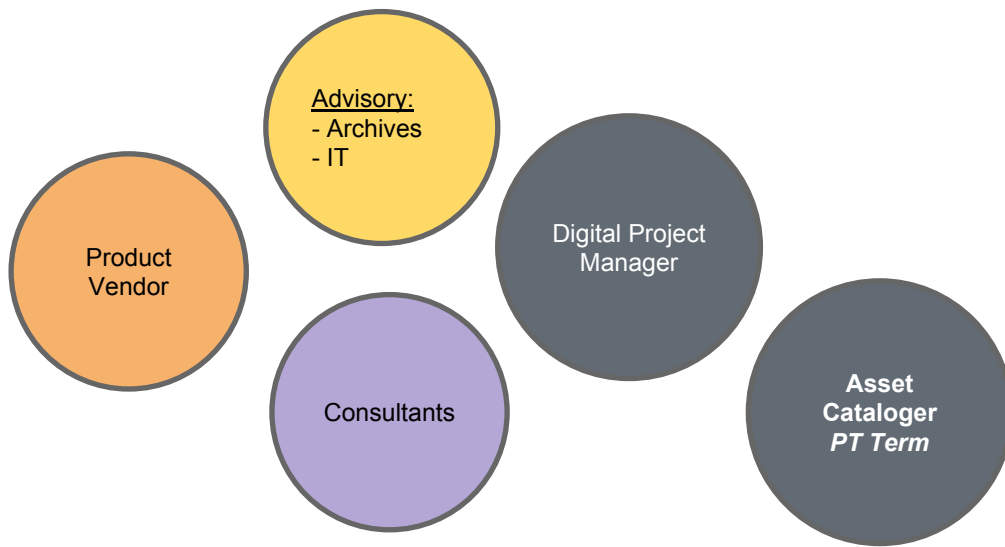 Advisory:
- Archives
- IT
Product
Vendor
Digital Project
Manager
Consultants
Asset
Cataloger
PT Term